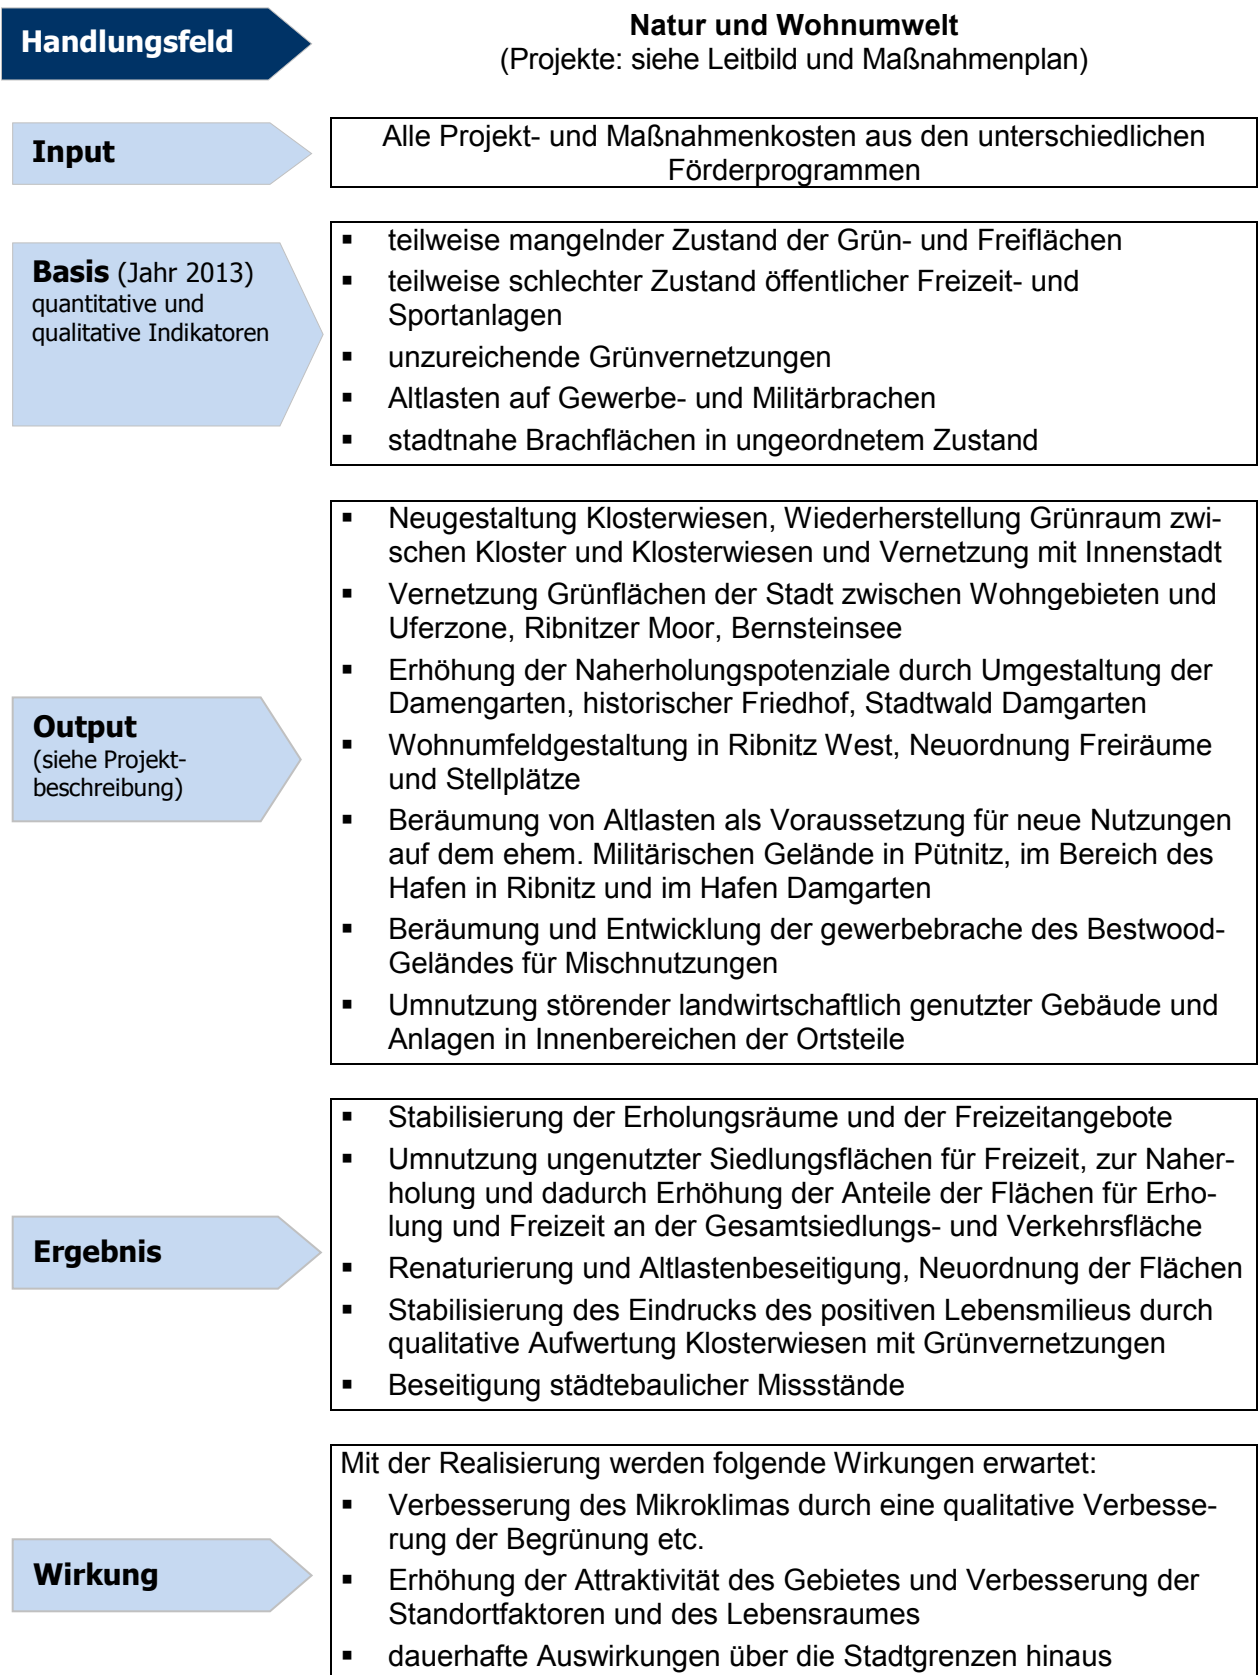 Handlungsfeld
Natur und Wohnumwelt
(Projekte: siehe Leitbild und Maßnahmenplan)
Input
Alle Projekt- und Maßnahmenkosten aus den unterschiedlichen
Förderprogrammen
Basis (Jahr 2013)
quantitative und
qualitative Indikatoren
▪ teilweise mangelnder Zustand der Grün- und Freiflächen
▪ teilweise schlechter Zustand öffentlicher Freizeit- und
Sportanlagen
▪ unzureichende Grünvernetzungen
▪ Altlasten auf Gewerbe- und Militärbrachen
▪ stadtnahe Brachflächen in ungeordnetem Zustand
Output
(siehe Projekt-
beschreibung)
▪ Neugestaltung Klosterwiesen, Wiederherstellung Grünraum zwi-
schen Kloster und Klosterwiesen und Vernetzung mit Innenstadt
▪ Vernetzung Grünflächen der Stadt zwischen Wohngebieten und
Uferzone, Ribnitzer Moor, Bernsteinsee
▪ Erhöhung der Naherholungspotenziale durch Umgestaltung der
Damengarten, historischer Friedhof, Stadtwald Damgarten
▪ Wohnumfeldgestaltung in Ribnitz West, Neuordnung Freiräume
und Stellplätze
▪ Beräumung von Altlasten als Voraussetzung für neue Nutzungen
auf dem ehem. Militärischen Gelände in Pütnitz, im Bereich des
Hafen in Ribnitz und im Hafen Damgarten
▪ Beräumung und Entwicklung der gewerbebrache des Bestwood-
Geländes für Mischnutzungen
▪ Umnutzung störender landwirtschaftlich genutzter Gebäude und
Anlagen in Innenbereichen der Ortsteile
Ergebnis
▪ Stabilisierung der Erholungsräume und der Freizeitangebote
▪ Umnutzung ungenutzter Siedlungsflächen für Freizeit, zur Naher-
holung und dadurch Erhöhung der Anteile der Flächen für Erho-
lung und Freizeit an der Gesamtsiedlungs- und Verkehrsfläche
▪ Renaturierung und Altlastenbeseitigung, Neuordnung der Flächen
▪ Stabilisierung des Eindrucks des positiven Lebensmilieus durch
qualitative Aufwertung Klosterwiesen mit Grünvernetzungen
▪ Beseitigung städtebaulicher Missstände
Wirkung
Mit der Realisierung werden folgende Wirkungen erwartet:
▪ Verbesserung des Mikroklimas durch eine qualitative Verbesse-
rung der Begrünung etc.
▪ Erhöhung der Attraktivität des Gebietes und Verbesserung der
Standortfaktoren und des Lebensraumes
▪ dauerhafte Auswirkungen über die Stadtgrenzen hinaus